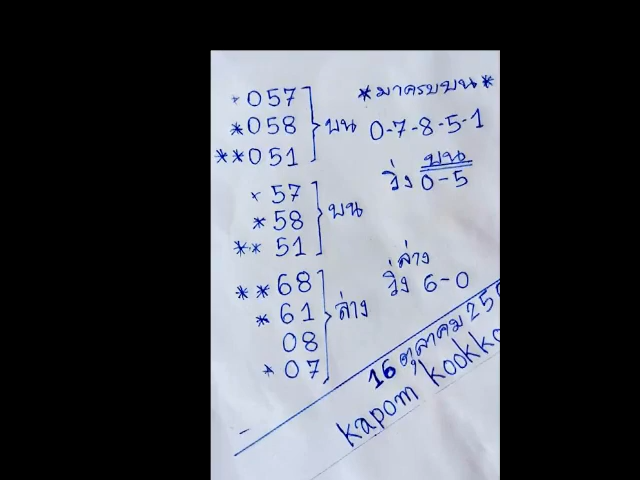 *057
*058 } บน
**051
*57
*58 } บน
** 51
**68
*61
08 } ล่าง
*07
*มาครบบน*
0-7-8-5-1
บน
วิ่ง 0-5
ล่าง
วิ่ง 6-0
16 ตุลาคม
kapom